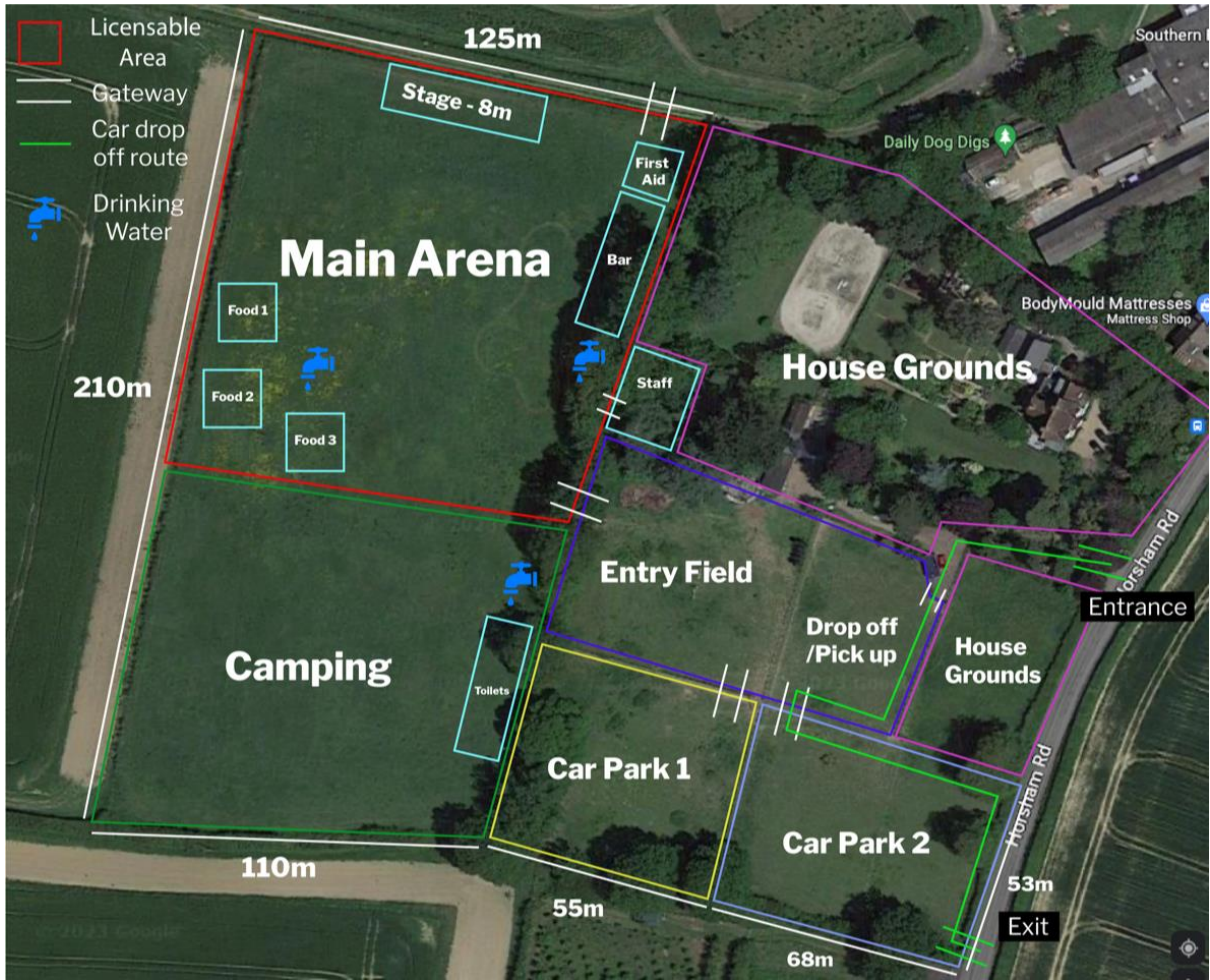 Licensable
Area
Gateway
Car drop
off route
Drinking
Water
125m
Stage - 8m
First
Aid
Bar
Main Arena
Food 1
Food 2
Food 3
210m
Staff
Southern
Daily Dog Digs
BodyMould Mattresses
Mattress Shop
House Grounds
Horsham Rd
Entrance
Entry Field
Drop off
/Pick up
House
Grounds
Camping
Toilets
Car Park 1
Horsham Rd
Car Park 2
110m
55m
53m
Exit
68m
© 2023 Google